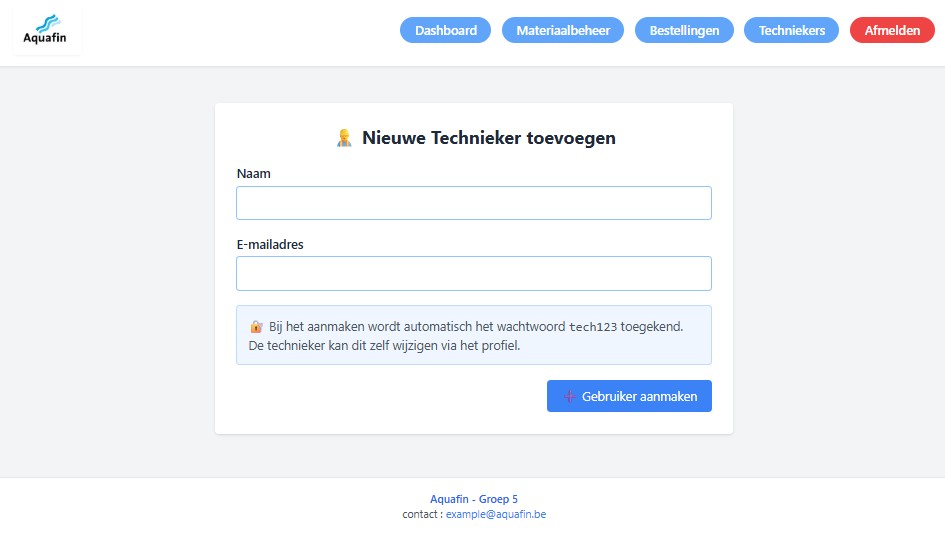 Aquafin
Dashboard
Materiaalbeheer
Bestellingen
Techniekers
Afmelden
Nieuwe Technieker toevoegen
Naam
E-mailadres
Bij het aanmaken wordt automatisch het wachtwoord tech123 toegekend.
De technieker kan dit zelf wijzigen via het profiel.
Gebruiker aanmaken
Aquafin - Groep 5
contact : example@aquafin.be